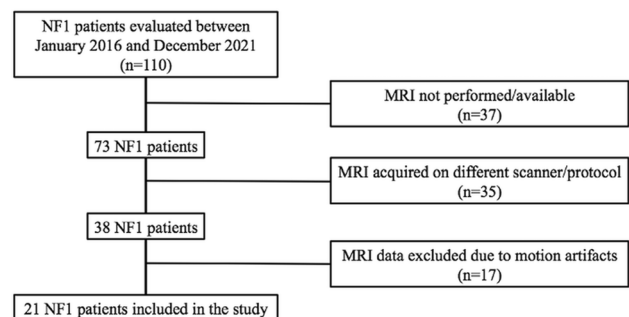 NF1 patients evaluated between
January 2016 and December 2021
(n=110)
MRI not performed/available
(n=37)
73 NF1 patients
MRI acquired on different scanner/protocol
(n=35)
38 NF1 patients
MRI data excluded due to motion artifacts
(n=17)
21 NF1 patients included in the study